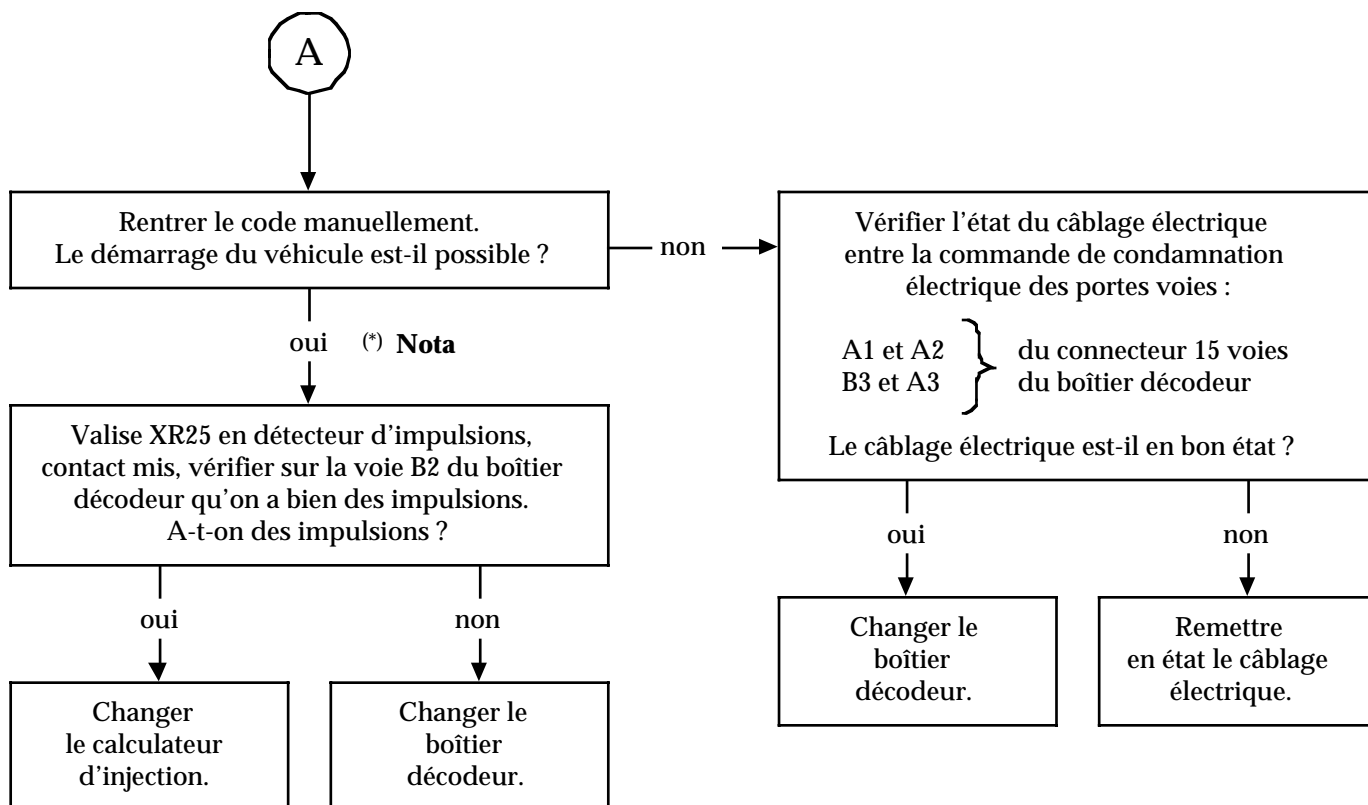 A
Rentrer le code manuellement.
Le démarrage du véhicule est-il possible ?
non
oui (*) Nota
Valise XR25 en détecteur d’impulsions,
contact mis, vérifier sur la voie B2 du boîtier
décodeur qu’on a bien des impulsions.
A-t-on des impulsions ?
oui
non
Changer
le calculateur
d’injection.
Changer le
boîtier
décodeur.
Vérifier l’état du câblage électrique
entre la commande de condamnation
électrique des portes voies :
A1 et A2
B3 et A3
du connecteur 15 voies
du boîtier décodeur
Le câblage électrique est-il en bon état ?
oui
non
Changer le
boîtier
décodeur.
Remettre
en état le câblage
électrique.